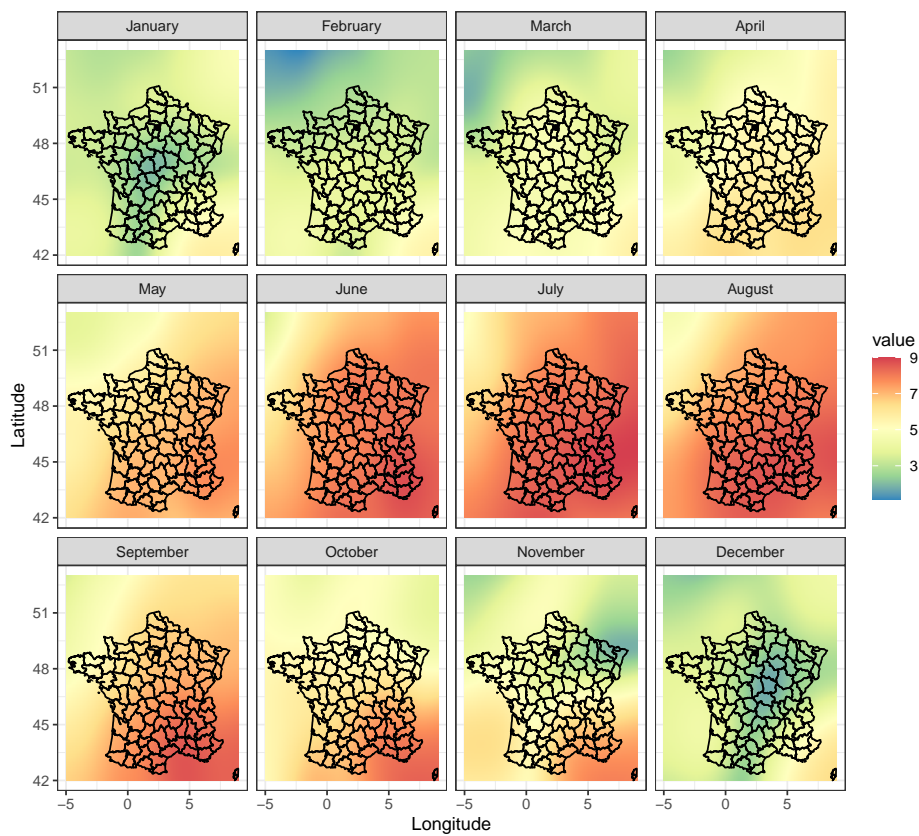 January
February
March
April
51
48
45
42
May
June
July
August
51
48
45
42
Latitude
value
9
7
5
3
September
October
November
December
51
48
45
42
−5
0
5
−5
0
5
−5
0
5
−5
0
5
Longitude